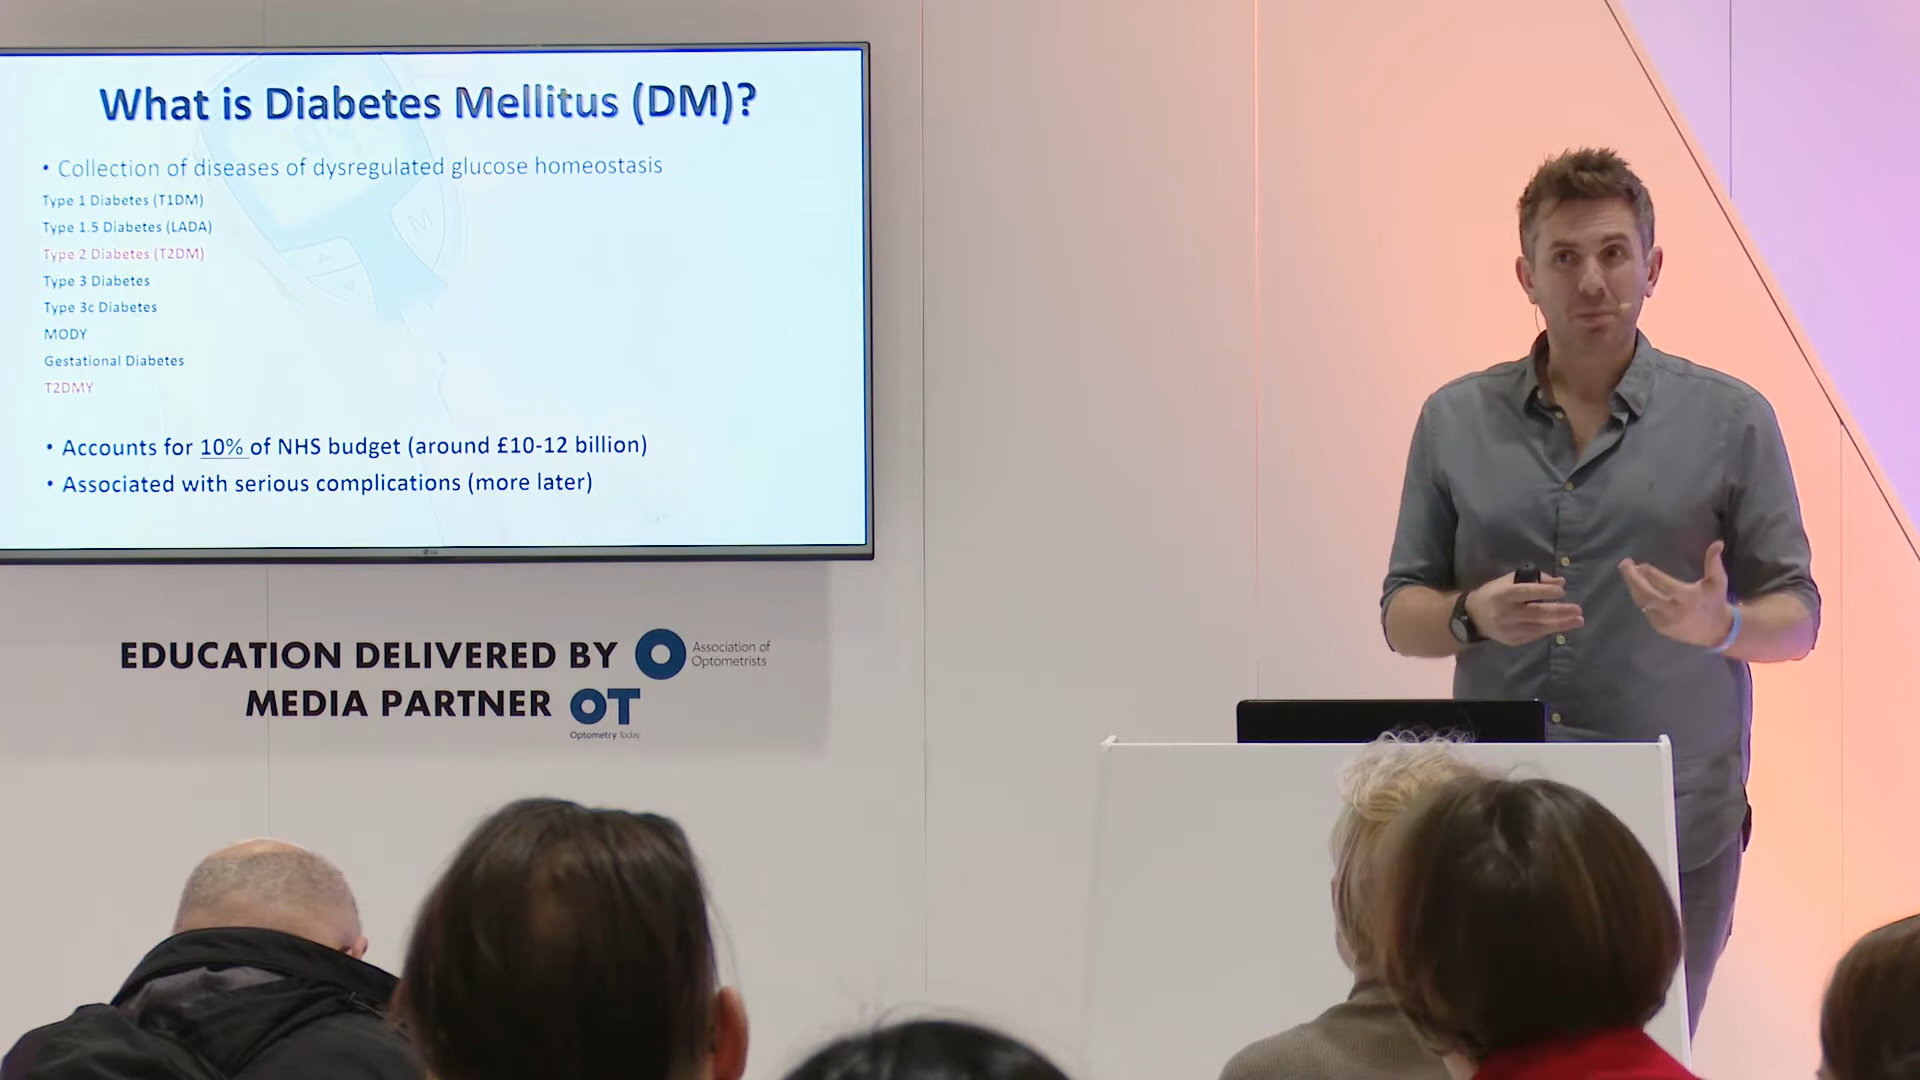 What is Diabetes Mellitus (DM)?
• Collection of diseases of dysregulated glucose homeostasis
Type 1 Diabetes (T1DM)
Type 1.5 Diabetes (LADA)
Type 2 Diabetes (T2DM)
Type 3 Diabetes
Type 3c Diabetes
MODY
Gestational Diabetes
T2DMY
• Accounts for 10% of NHS budget (around £10-12 billion)
• Associated with serious complications (more later)
LG
EDUCATION DELIVERED BY
Association of
Optometrists
MEDIA PARTNER OT
Optometry Today